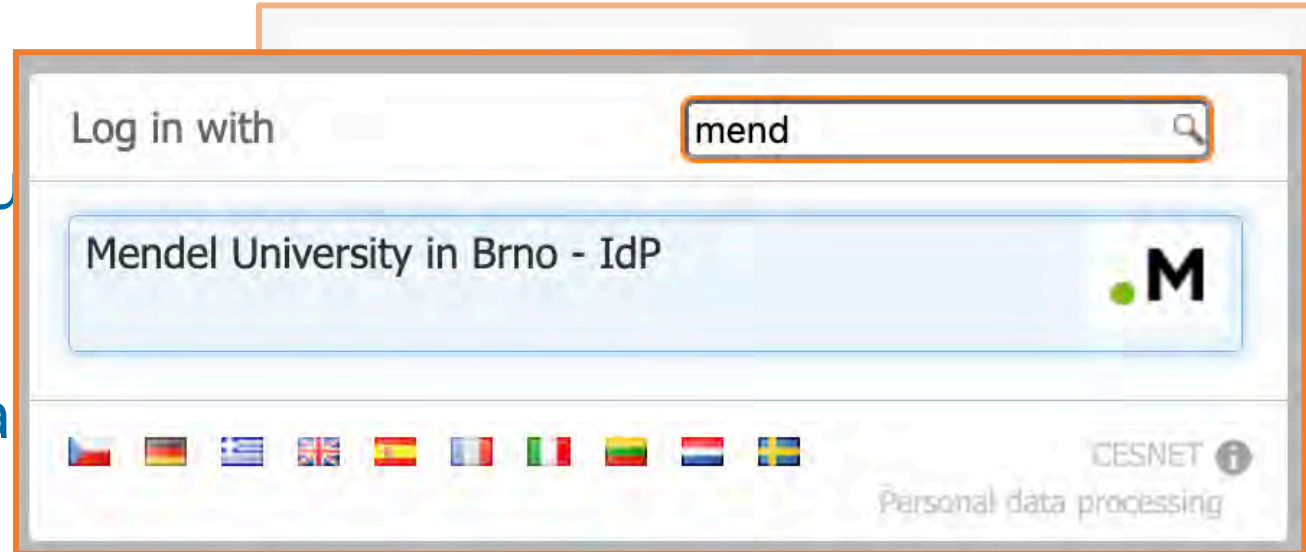 Log in with
mend
Mendel University in Brno - IdP
.M
CESNET
Personal data processing